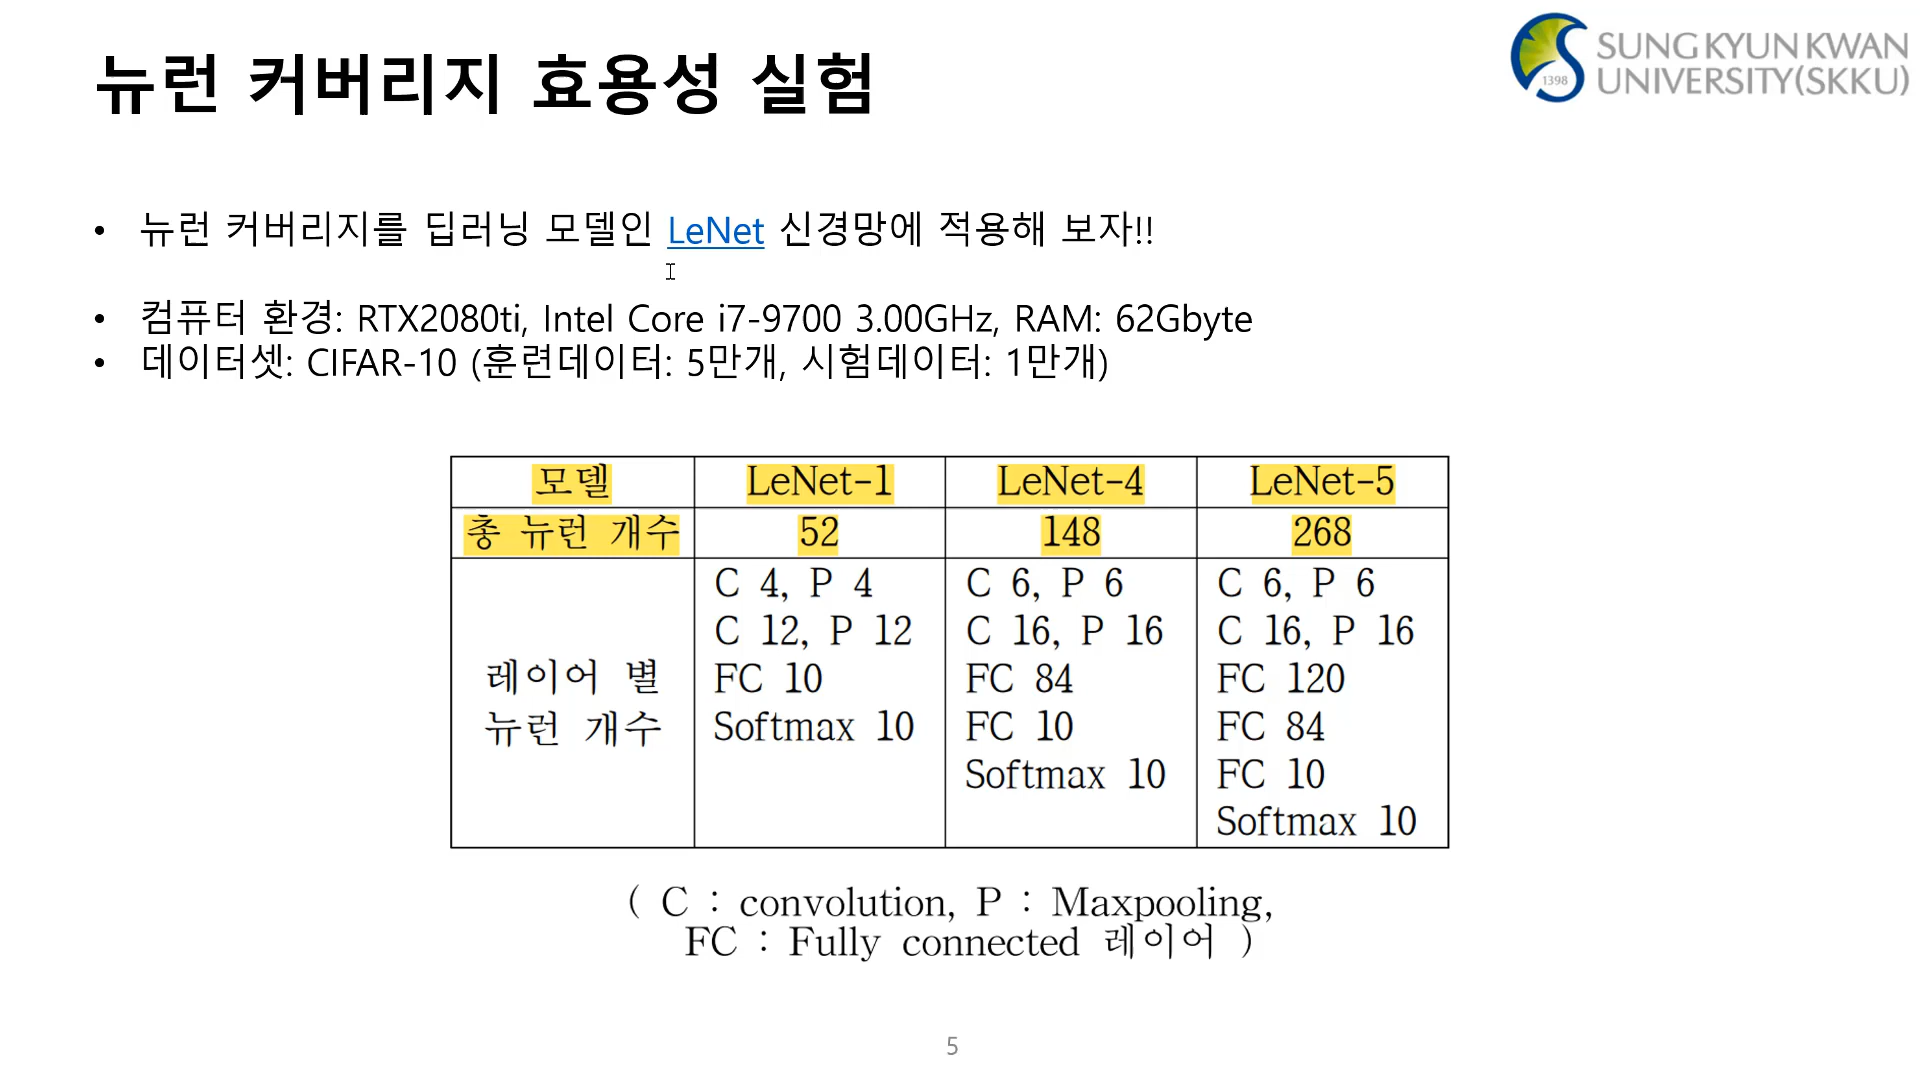 뉴런 커버리지 효용성 실험
1398
SUNGKYUNKWAN
UNIVERSITY(SKKU)
• 뉴런 커버리지를 딥러닝 모델인 LeNet 신경망에 적용해 보자!!
• 컴퓨터 환경: RTX2080ti, Intel Core i7-9700 3.00GHz, RAM: 62Gbyte
• 데이터셋: CIFAR-10 (훈련데이터: 5만개, 시험데이터: 1만개)
모델 LeNet-1 LeNet-4 LeNet-5
총 뉴런 개수 52 148 268
레이어 별
뉴런 개수
C 4, P 4
C 12, P 12
FC 10
Softmax 10
C 6, P 6
C 16, P 16
FC 84
FC 10
Softmax 10
C 6, P 6
C 16, P 16
FC 120
FC 84
FC 10
Softmax 10
( C : convolution, P : Maxpooling,
FC : Fully connected 레이어 )
5